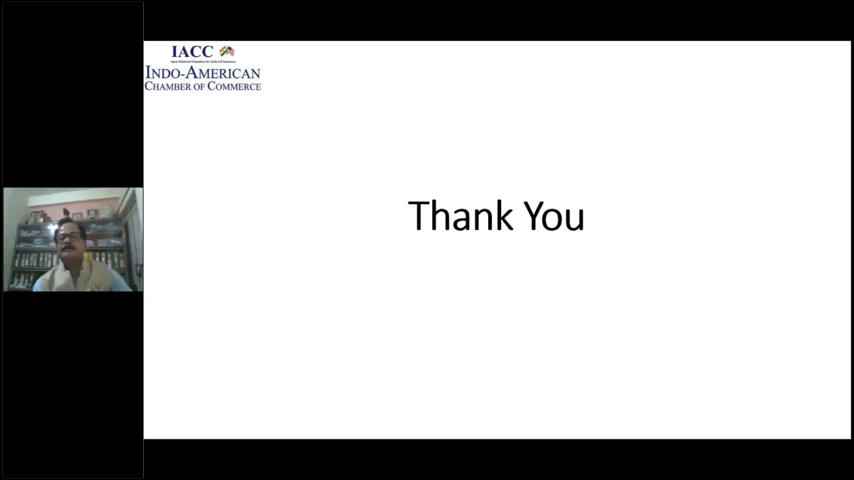 IACC
INDO-AMERICAN
CHAMBER OF COMMERCE
Thank You